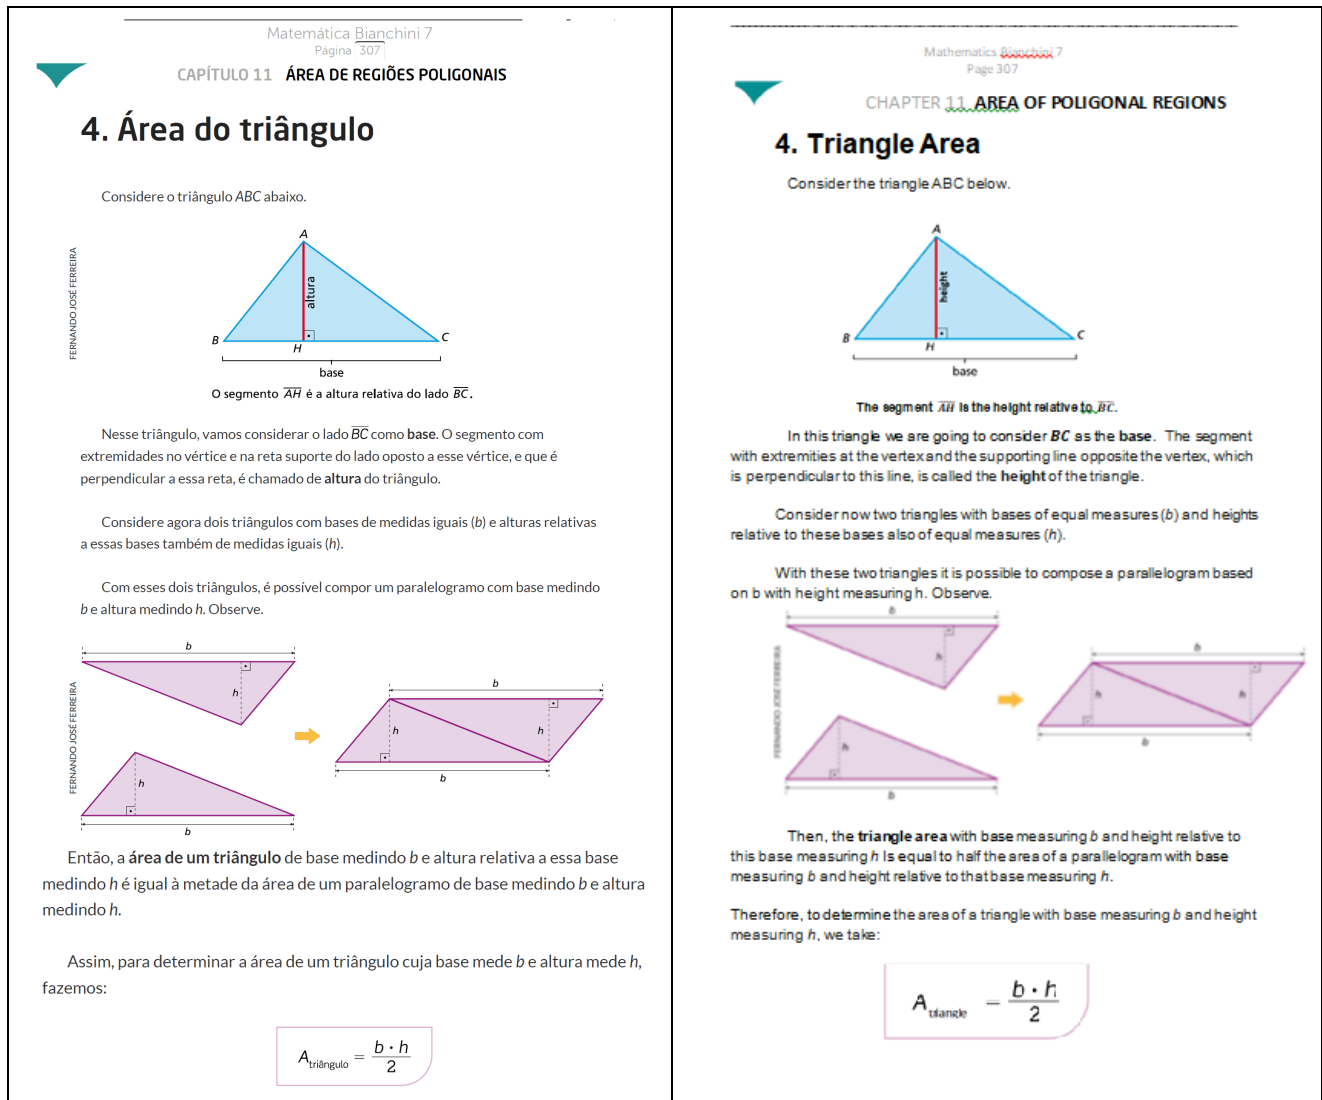 Matemática Bianchini 7
Página 307
CAPÍTULO 11 ÁREA DE REGIÕES POLIGONAIS
4. Área do triângulo
Considere o triângulo ABC abaixo.
FERNANDO JOSÉ FERREIRA
A
altura
B
H
C
base
O segmento AH é a altura relativa do lado BC.
Nesse triângulo, vamos considerar o lado BC como base. O segmento com
extremidades no vértice e na reta suporte do lado oposto a esse vértice, e que é
perpendicular a essa reta, é chamado de altura do triângulo.
Considere agora dois triângulos com bases de medidas iguais (b) e alturas relativas
a essas bases também de medidas iguais (h).
Com esses dois triângulos, é possível compor um paralelogramo com base medindo
b e altura medindo h. Observe.
FERNANDO JOSÉ FERREIRA
b
h
h
b
b
h
h
b
Então, a área de um triângulo de base medindo b e altura relativa a essa base
medindo h é igual à metade da área de um paralelogramo de base medindo b e altura
medindo h.
Assim, para determinar a área de um triângulo cuja base mede b e altura mede h,
fazemos:
A triângulo = b · h / 2
Mathematics Bianchini 7
Page 307
CHAPTER 11 AREA OF POLIGONAL REGIONS
4. Triangle Area
Consider the triangle ABC below.
A
height
B
H
C
base
The segment AH is the height relative to BC.
In this triangle we are going to consider BC as the base. The segment
with extremities at the vertex and the supporting line opposite the vertex, which
is perpendicular to this line, is called the height of the triangle.
Consider now two triangles with bases of equal measures (b) and heights
relative to these bases also of equal measures (h).
With these two triangles it is possible to compose a parallelogram based
on b with height measuring h. Observe.
FERNANDO JOSÉ FERREIRA
b
h
h
b
b
h
h
b
Then, the triangle area with base measuring b and height relative to
this base measuring h Is equal to half the area of a parallelogram with base
measuring b and height relative to that base measuring h.
Therefore, to determine the area of a triangle with base measuring b and height
measuring h, we take:
A triangle = b · h / 2